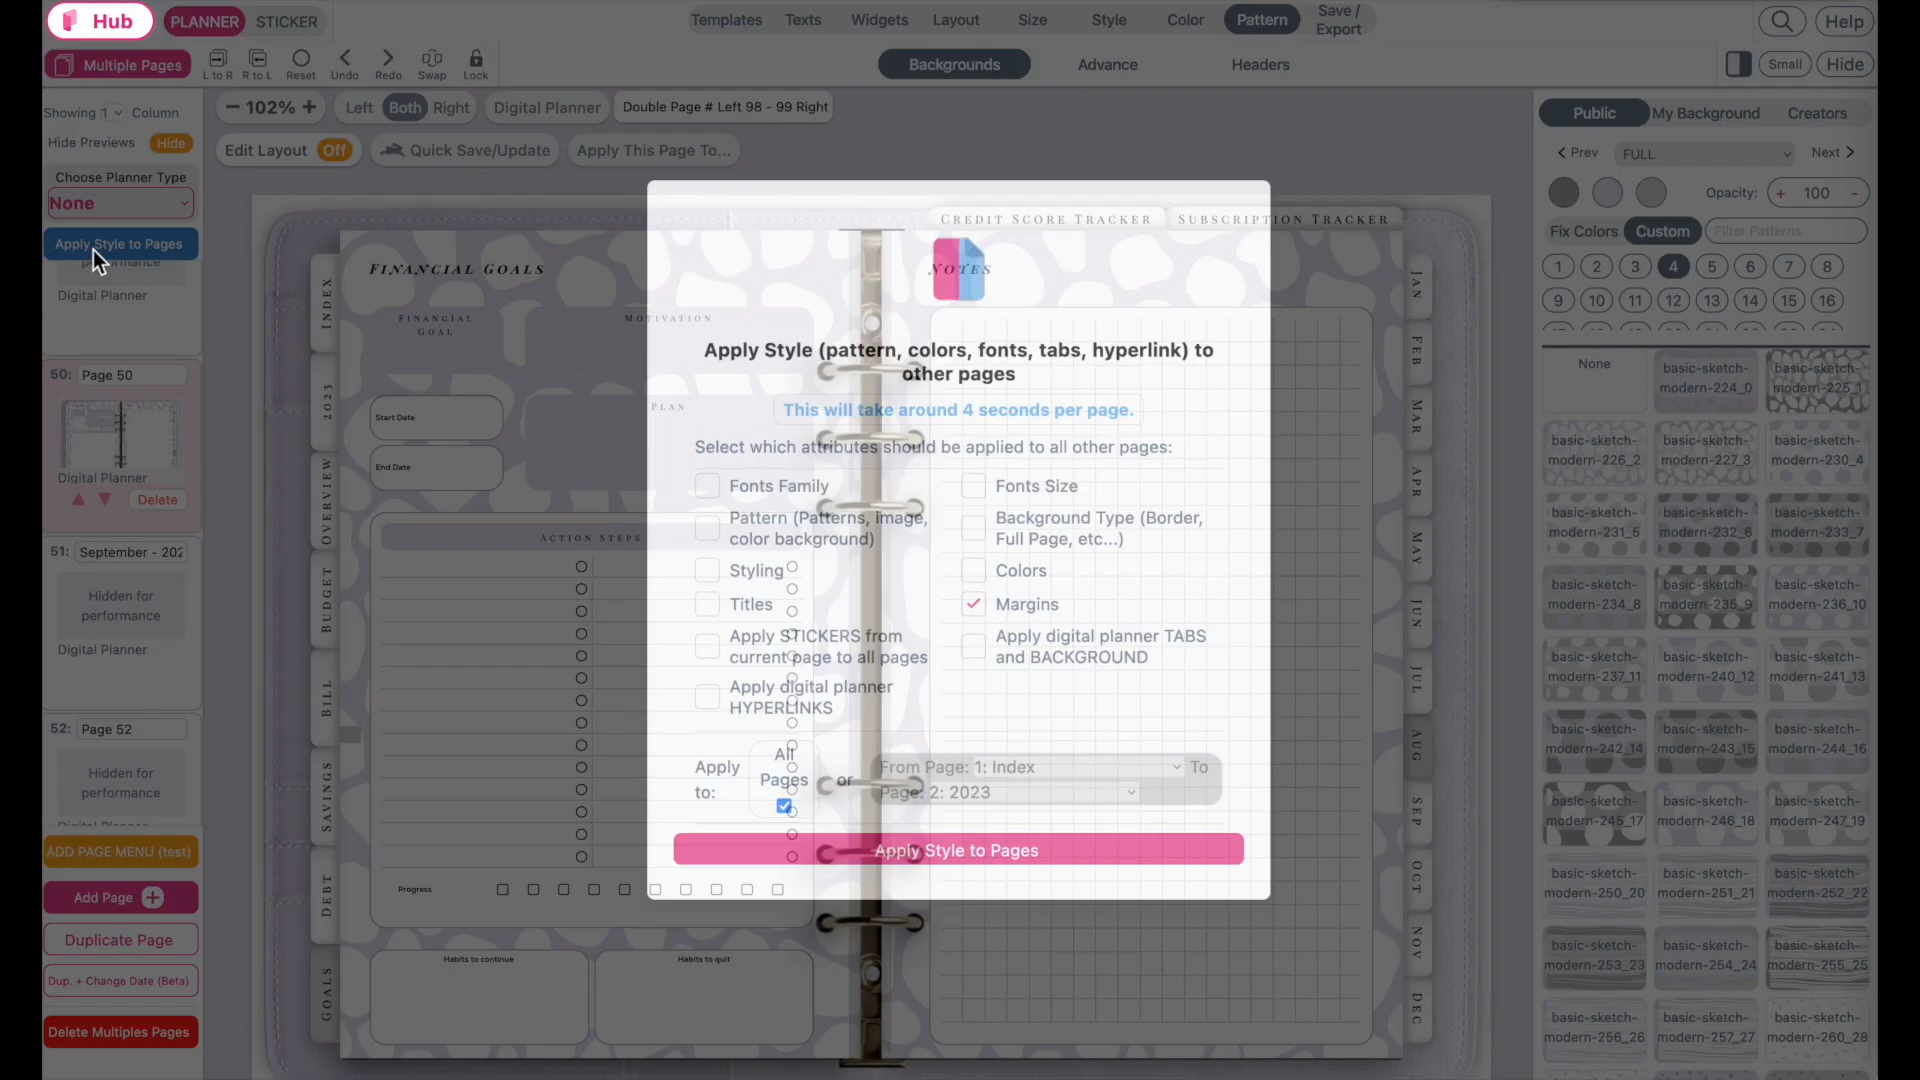 Hub
PLANNER
STICKER
Templates
Texts
Widgets
Layout
Size
Style
Color
Pattern
Save /
Export
Help
Multiple Pages
L to R
R to L
Reset
Undo
Redo
Swap
Lock
Backgrounds
Advance
Headers
Small
Hide
Showing 1 Column
Hide Previews
Hide
Choose Planner Type
None
Apply Style to Pages
performance
Digital Planner
50: Page 50
Digital Planner
Delete
51: September - 202
Hidden for
performance
Digital Planner
52: Page 52
Hidden for
performance
Digital Planner
ADD PAGE MENU (test)
Add Page
Duplicate Page
Dup. + Change Date (Beta)
Delete Multiples Pages
102%
Left
Both
Right
Digital Planner
Double Page # Left 98 - 99 Right
Edit Layout
Off
Quick Save/Update
Apply This Page To...
CREDIT SCORE TRACKER
SUBSCRIPTION TRACKER
FINANCIAL GOALS
FINANCIAL
GOAL
MOTIVATION
PLAN
Start Date
End Date
ACTION STEPS
Progress
Habits to continue
Habits to quit
NOTES
INDEX
2023
OVERVIEW
BUDGET
BILL
SAVINGS
DEBT
GOALS
JAN
FEB
MAR
APR
MAY
JUN
JUL
AUG
SEP
OCT
NOV
DEC
Apply Style (pattern, colors, fonts, tabs, hyperlink) to
other pages
This will take around 4 seconds per page.
Select which attributes should be applied to all other pages:
Fonts Family
Fonts Size
Pattern (Patterns, image,
color background)
Background Type (Border,
Full Page, etc...)
Styling
Colors
Titles
Margins
Apply STICKERS from
current page to all pages
Apply digital planner TABS
and BACKGROUND
Apply digital planner
HYPERLINKS
Apply
to:
All
Pages
or
From Page: 1: Index To
Page: 2: 2023
Apply Style to Pages
Public
My Background
Creators
Prev
FULL
Next
Opacity:
+ 100 -
Fix Colors
Custom
Filter Patterns
1 2 3 4 5 6 7 8
9 10 11 12 13 14 15 16
None
basic-sketch-
modern-224_0
basic-sketch-
modern-225_1
basic-sketch-
modern-226_2
basic-sketch-
modern-227_3
basic-sketch-
modern-230_4
basic-sketch-
modern-231_5
basic-sketch-
modern-232_6
basic-sketch-
modern-233_7
basic-sketch-
modern-234_8
basic-sketch-
modern-235_9
basic-sketch-
modern-236_10
basic-sketch-
modern-237_11
basic-sketch-
modern-240_12
basic-sketch-
modern-241_13
basic-sketch-
modern-242_14
basic-sketch-
modern-243_15
basic-sketch-
modern-244_16
basic-sketch-
modern-245_17
basic-sketch-
modern-246_18
basic-sketch-
modern-247_19
basic-sketch-
modern-250_20
basic-sketch-
modern-251_21
basic-sketch-
modern-252_22
basic-sketch-
modern-253_23
basic-sketch-
modern-254_24
basic-sketch-
modern-255_25
basic-sketch-
modern-256_26
basic-sketch-
modern-257_27
basic-sketch-
modern-260_28